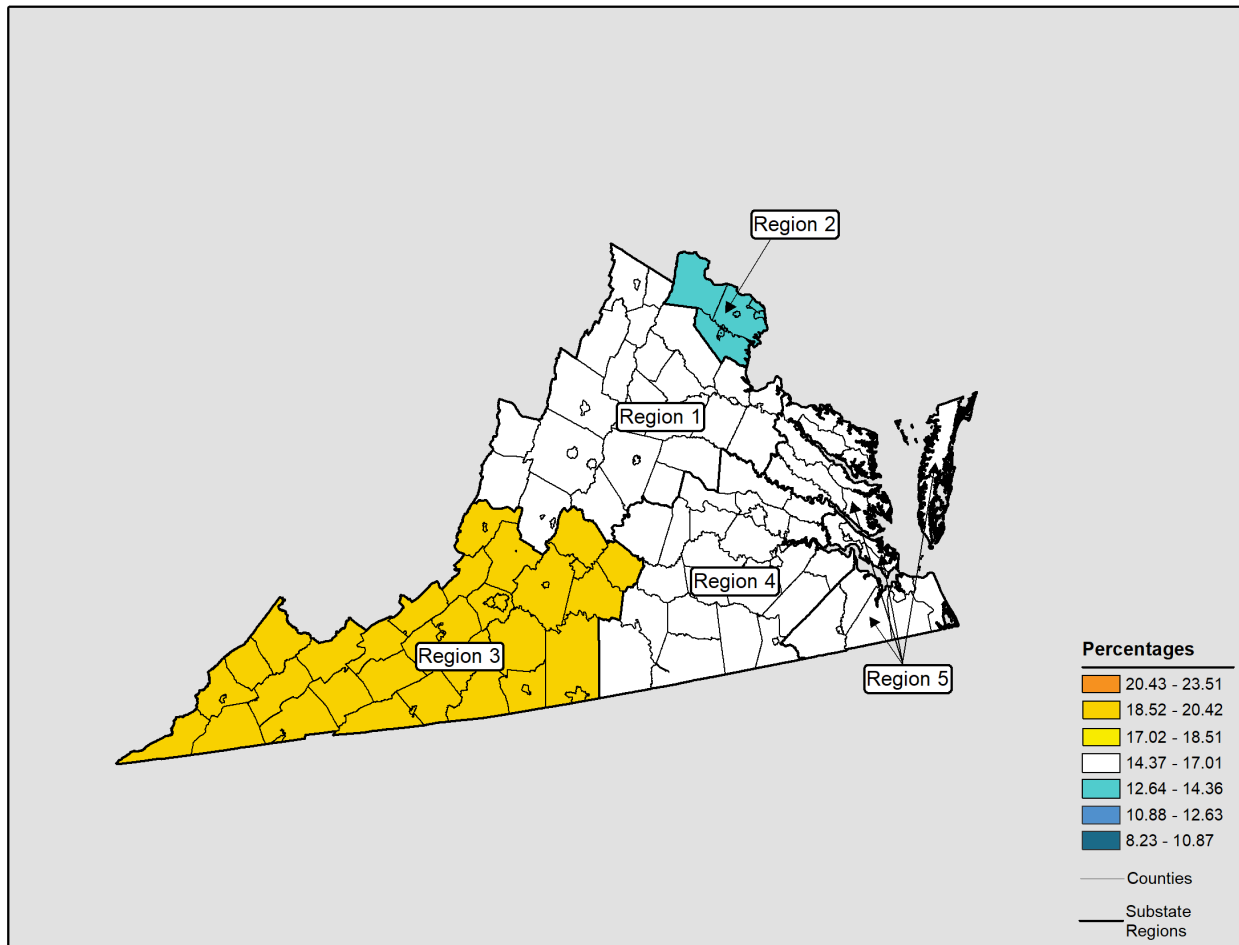 Region 2
Region 1
Region 4
Region 3
Region 5
Percentages
20.43 - 23.51
18.52 - 20.42
17.02 - 18.51
14.37 - 17.01
12.64 - 14.36
10.88 - 12.63
8.23 - 10.87
Counties
Substate
Regions